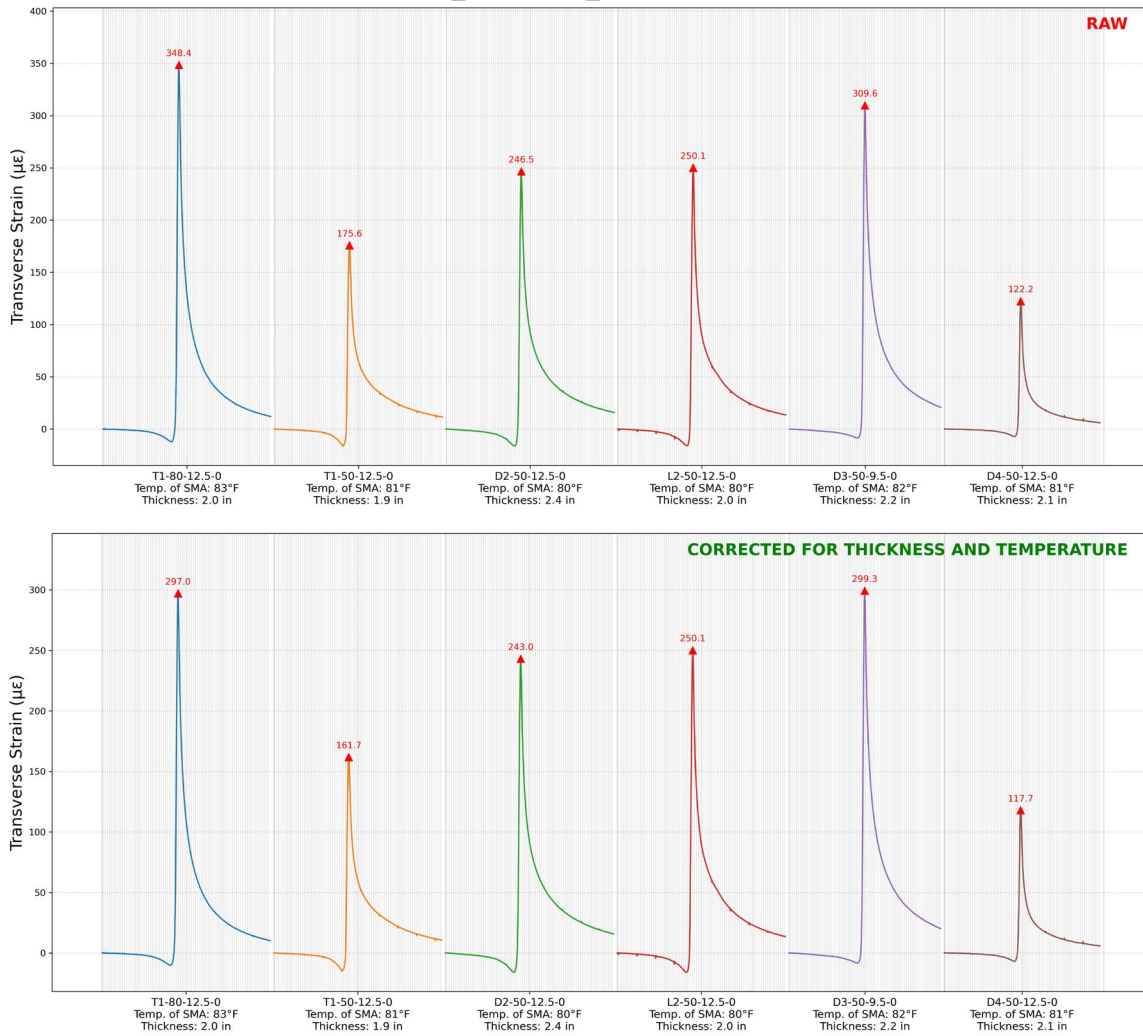 400
RAW
348.4
350
309.6
300
250.1
246.5
250
200
175.6
150
122.2
100
50
0
Transverse Strain (με)
T1-80-12.5-0 T1-50-12.5-0 D2-50-12.5-0 L2-50-12.5-0 D3-50-9.5-0 D4-50-12.5-0
Temp. of SMA: 83°F Temp. of SMA: 81°F Temp. of SMA: 80°F Temp. of SMA: 80°F Temp. of SMA: 82°F Temp. of SMA: 81°F
Thickness: 2.0 in Thickness: 1.9 in Thickness: 2.4 in Thickness: 2.0 in Thickness: 2.2 in Thickness: 2.1 in
CORRECTED FOR THICKNESS AND TEMPERATURE
297.0
299.3
300
250.1
243.0
250
200
161.7
150
117.7
100
50
0
Transverse Strain (με)
T1-80-12.5-0 T1-50-12.5-0 D2-50-12.5-0 L2-50-12.5-0 D3-50-9.5-0 D4-50-12.5-0
Temp. of SMA: 83°F Temp. of SMA: 81°F Temp. of SMA: 80°F Temp. of SMA: 80°F Temp. of SMA: 82°F Temp. of SMA: 81°F
Thickness: 2.0 in Thickness: 1.9 in Thickness: 2.4 in Thickness: 2.0 in Thickness: 2.2 in Thickness: 2.1 in